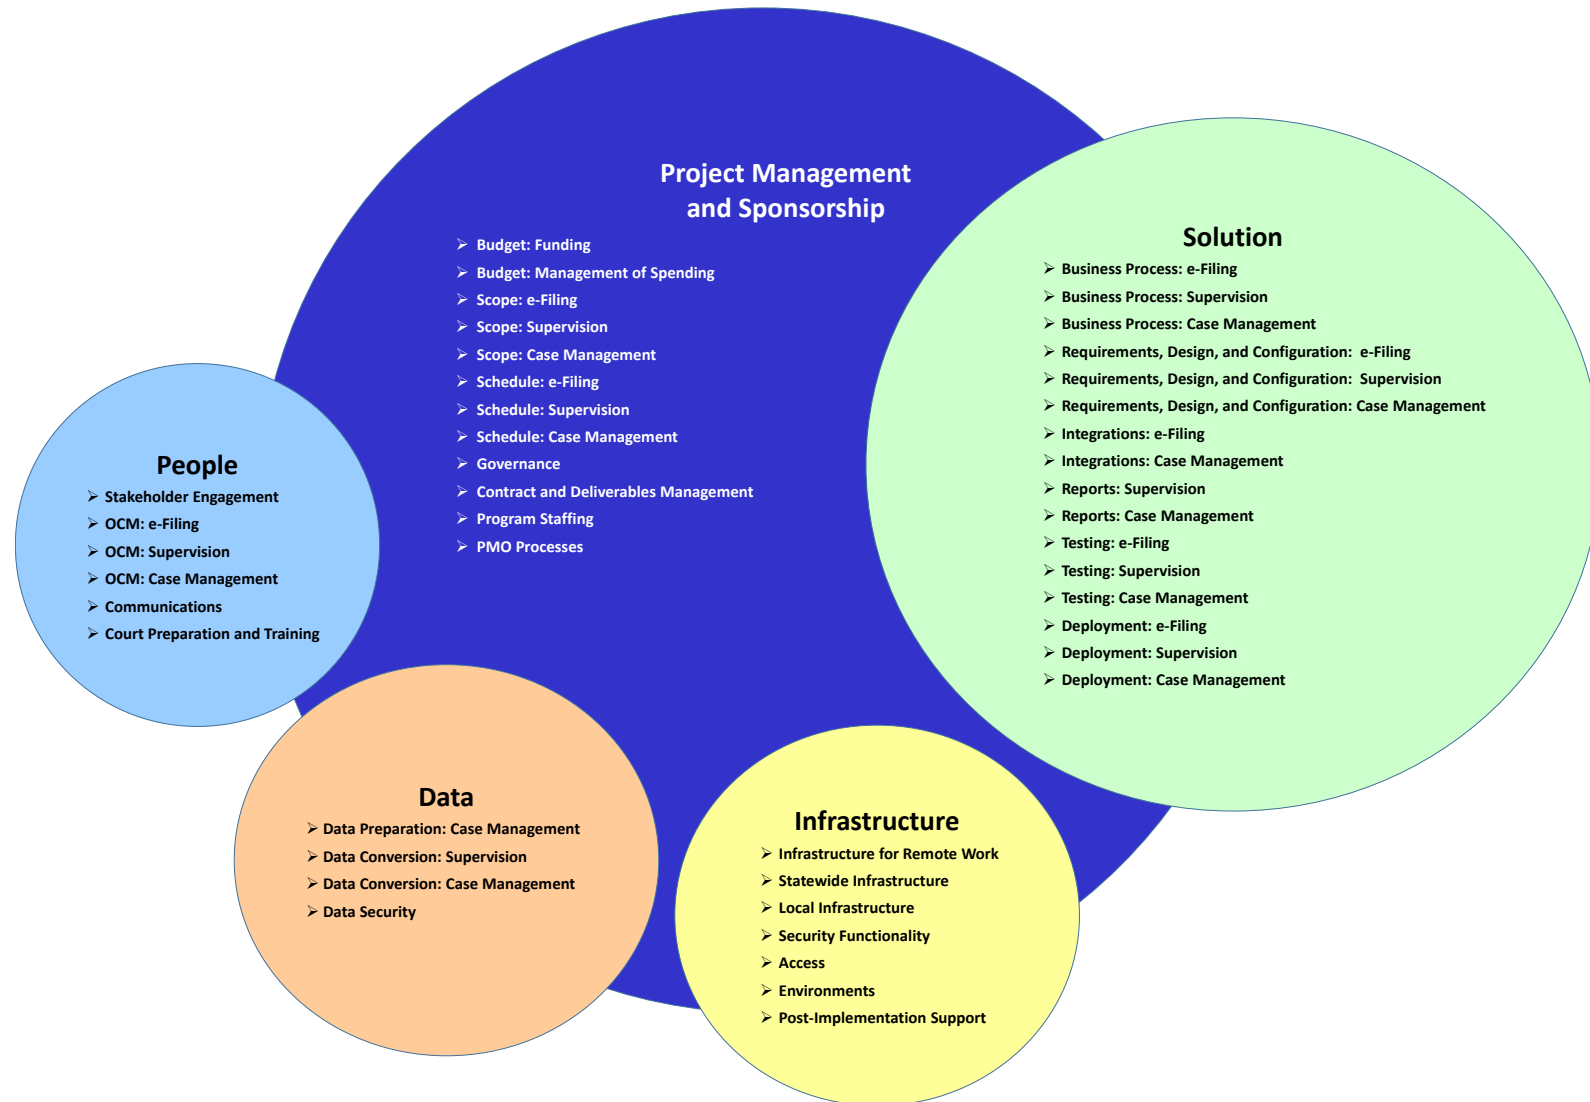 Project Management
and Sponsorship
➢ Budget: Funding
➢ Budget: Management of Spending
➢ Scope: e-Filing
➢ Scope: Supervision
➢ Scope: Case Management
➢ Schedule: e-Filing
➢ Schedule: Supervision
➢ Schedule: Case Management
➢ Governance
➢ Contract and Deliverables Management
➢ Program Staffing
➢ PMO Processes
Solution
➢ Business Process: e-Filing
➢ Business Process: Supervision
➢ Business Process: Case Management
➢ Requirements, Design, and Configuration:  e-Filing
➢ Requirements, Design, and Configuration:  Supervision
➢ Requirements, Design, and Configuration: Case Management
➢ Integrations: e-Filing
➢ Integrations: Case Management
➢ Reports: Supervision
➢ Reports: Case Management
➢ Testing: e-Filing
➢ Testing: Supervision
➢ Testing: Case Management
➢ Deployment: e-Filing
➢ Deployment: Supervision
➢ Deployment: Case Management
People
➢ Stakeholder Engagement
➢ OCM: e-Filing
➢ OCM: Supervision
➢ OCM: Case Management
➢ Communications
➢ Court Preparation and Training
Data
➢ Data Preparation: Case Management
➢ Data Conversion: Supervision
➢ Data Conversion: Case Management
➢ Data Security
Infrastructure
➢ Infrastructure for Remote Work
➢ Statewide Infrastructure
➢ Local Infrastructure
➢ Security Functionality
➢ Access
➢ Environments
➢ Post-Implementation Support